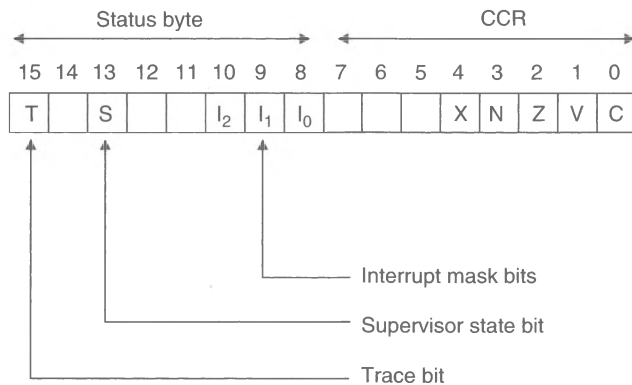 Status byte CCR
15 14 13 12 11 10 9 8 7 6 5 4 3 2 1 0
T S I₂ I₁ I₀ X N Z V C
Interrupt mask bits
Supervisor state bit
Trace bit